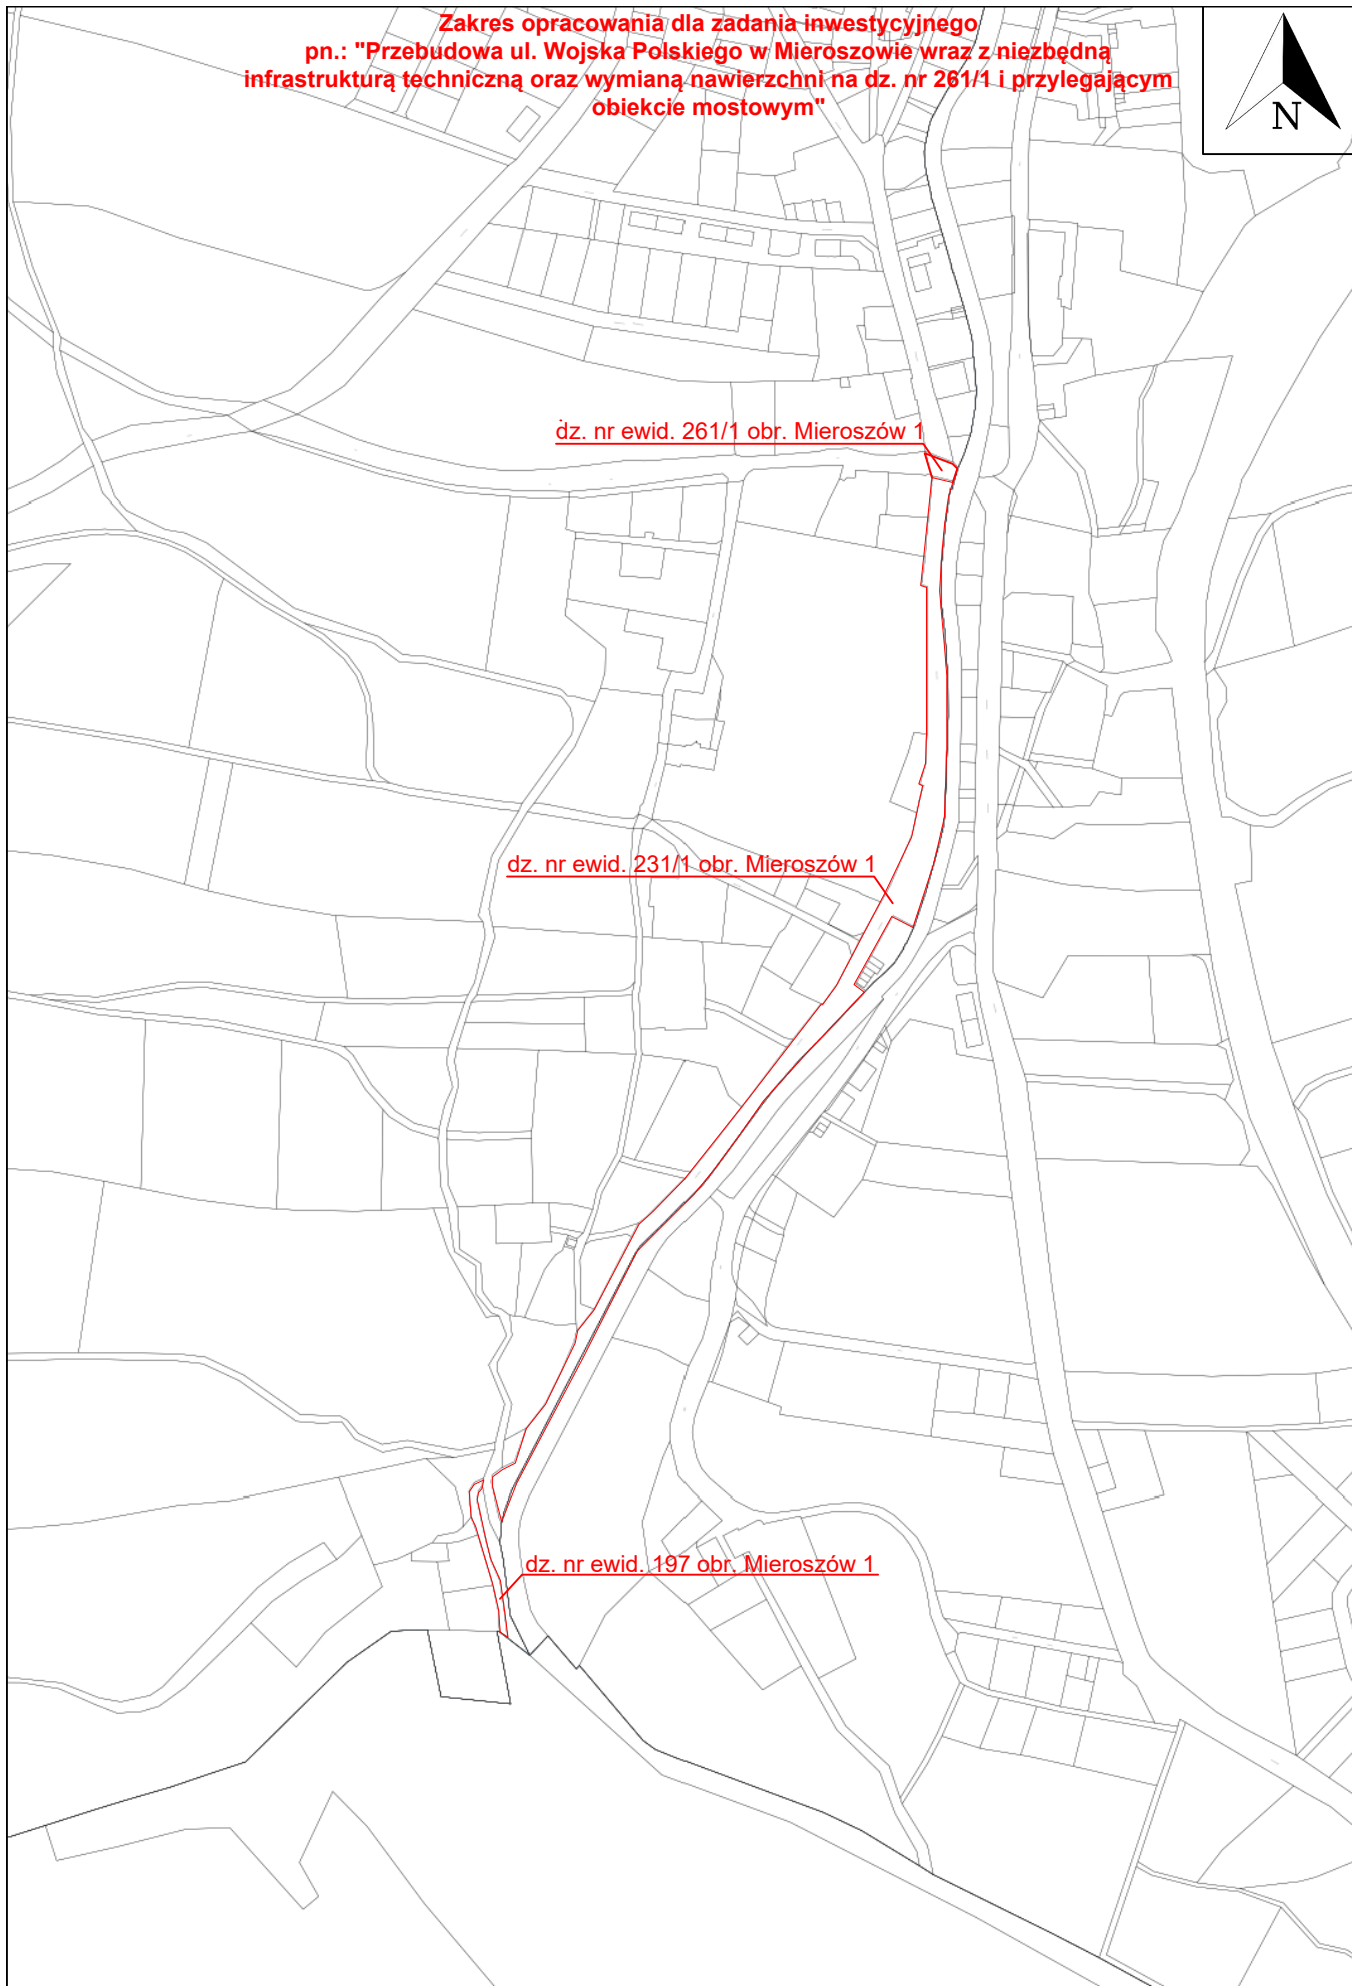 Zakres opracowania dla zadania inwestycyjnego
pn.: "Przebudowa ul. Wojska Polskiego w Mieroszowie wraz z niezbędną
infrastrukturą techniczną oraz wymianą nawierzchni na dz. nr 261/1 i przylegającym
obiekcie mostowym"
N
dz. nr ewid. 261/1 obr. Mieroszów 1
dz. nr ewid. 231/1 obr. Mieroszów 1
dz. nr ewid. 197 obr. Mieroszów 1